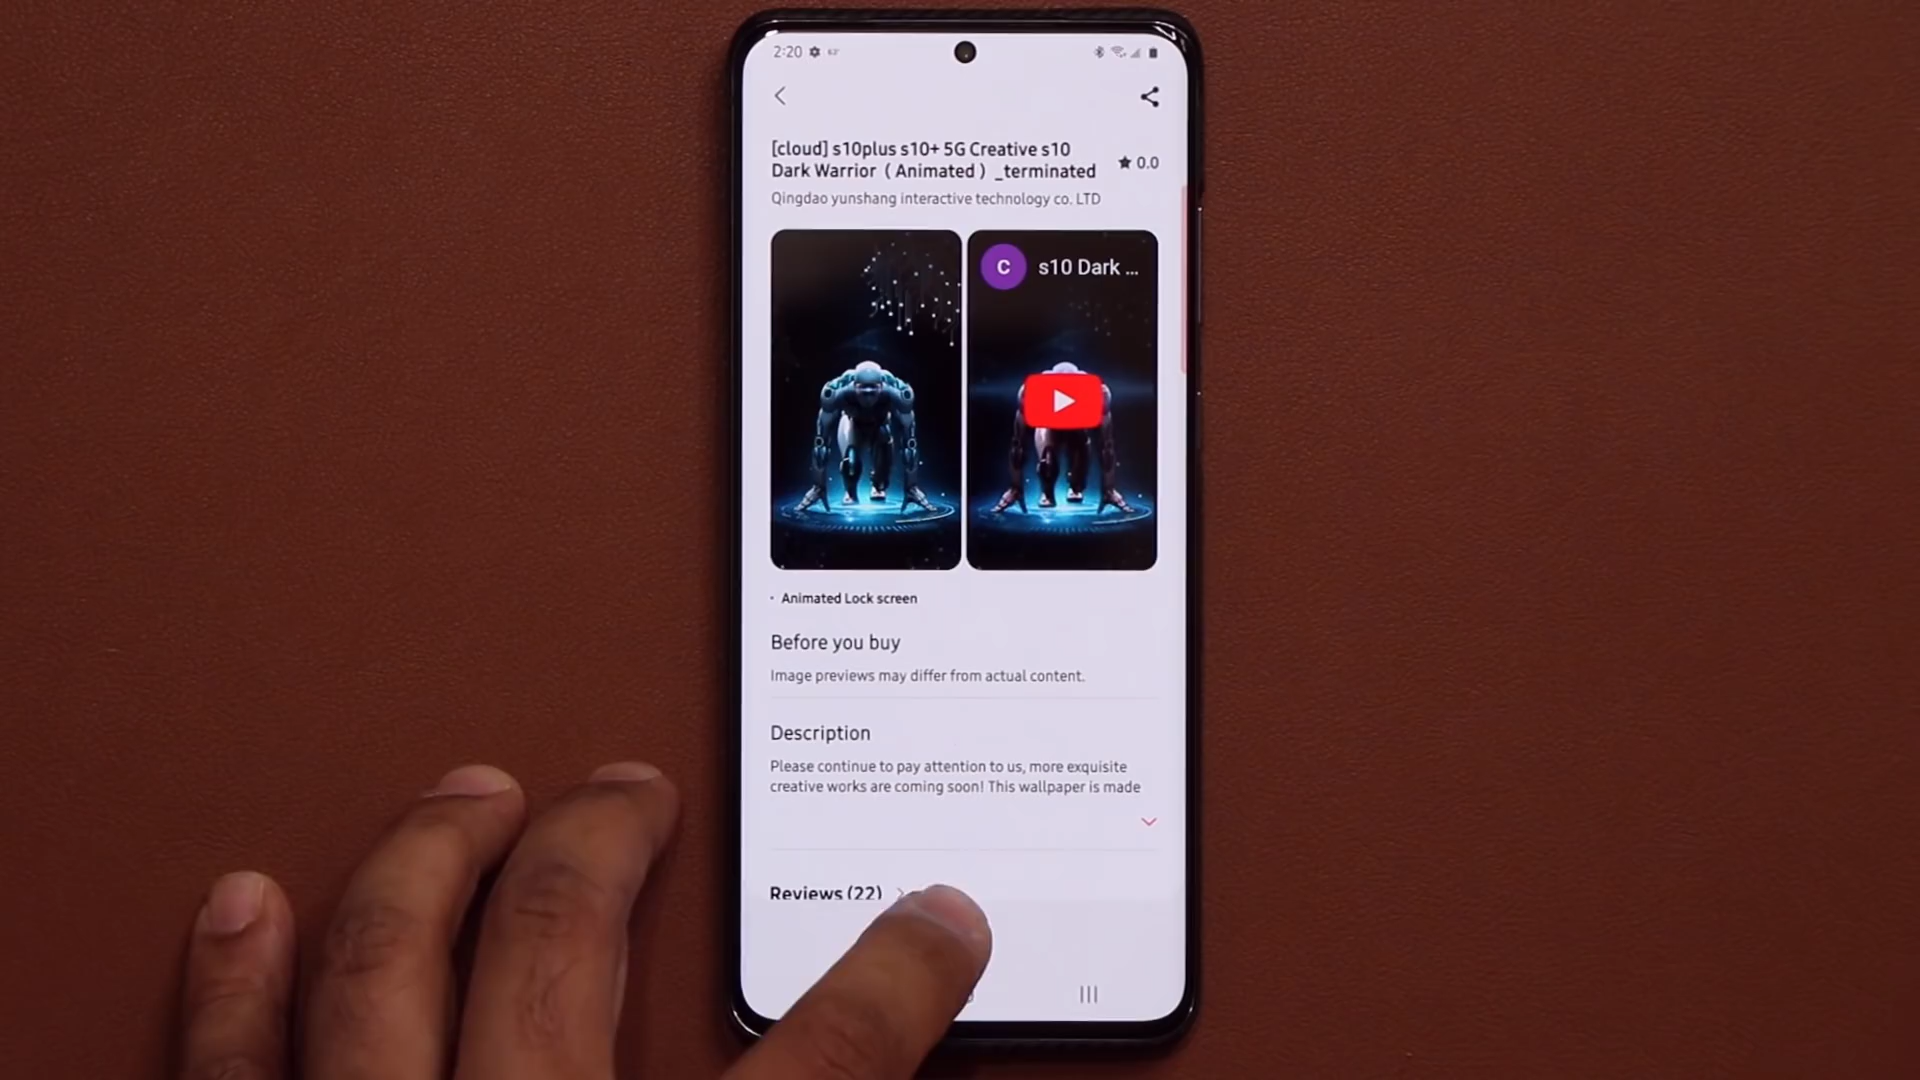 2:20
[cloud] s10plus s10+ 5G Creative s10
Dark Warrior ( Animated ) _terminated
★ 0.0
Qingdao yunshang interactive technology co. LTD
C
s10 Dark ...
· Animated Lock screen
Before you buy
Image previews may differ from actual content.
Description
Please continue to pay attention to us, more exquisite
creative works are coming soon! This wallpaper is made
Reviews (22)